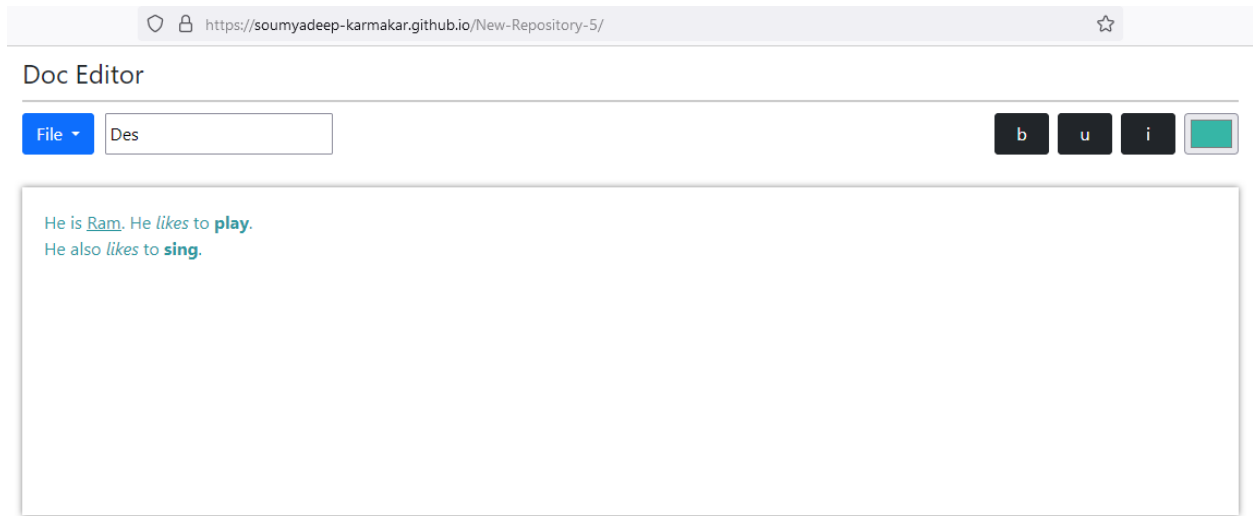 https://soumyadeep-karmakar.github.io/New-Repository-5/
Doc Editor
File Des b u i
He is Ram. He likes to play.
He also likes to sing.